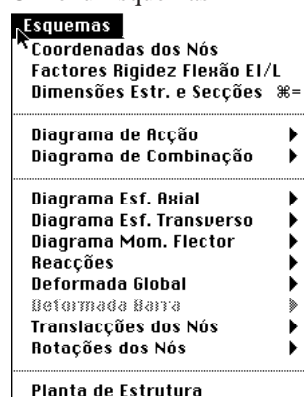 Esquemas
Coordenadas dos Nós
Factores Rigidez Flexão EI/L
Dimensões Estr. e Secções ⌘=
Diagrama de Acção
Diagrama de Combinação
Diagrama Esf. Axial
Diagrama Esf. Transverso
Diagrama Mom. Flector
Reacções
Deformada Global
Deformada Barra
Translacções dos Nós
Rotações dos Nós
Planta de Estrutura